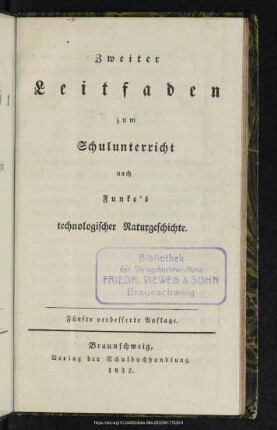 Zweiter
Leitfaden
zum
Schulunterricht
nach
Funke's
technologischer Naturgeschichte.
Bibliothek
der Verlagsbuchhandlung
FRIEDR. VIEWEG & SOHN
Braunschweig
Fünfte verbesserte Auflage.
Braunschweig,
Verlag der Schulbuchhandlung.
1832.